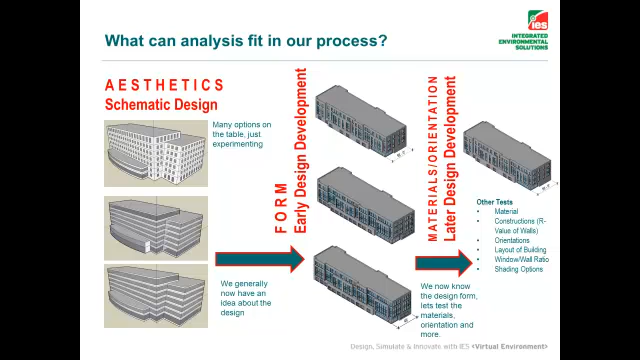 What can analysis fit in our process?
ies
INTEGRATED
ENVIRONMENTAL
SOLUTIONS
AESTHETICS
Schematic Design
Many options on
the table, just
experimenting
We generally
now have an
idea about the
design
FORM
Early Design Development
MATERIALS/ORIENTATION
Later Design Development
We now know
the design form,
lets test the
materials,
orientation and
more.
Other Tests
• Material
• Constructions (R-
Value of Walls)
• Orientations
• Layout of Building
• Window/Wall Ratio
• Shading Options
Design, Simulate & Innovate with IES <Virtual Environment>